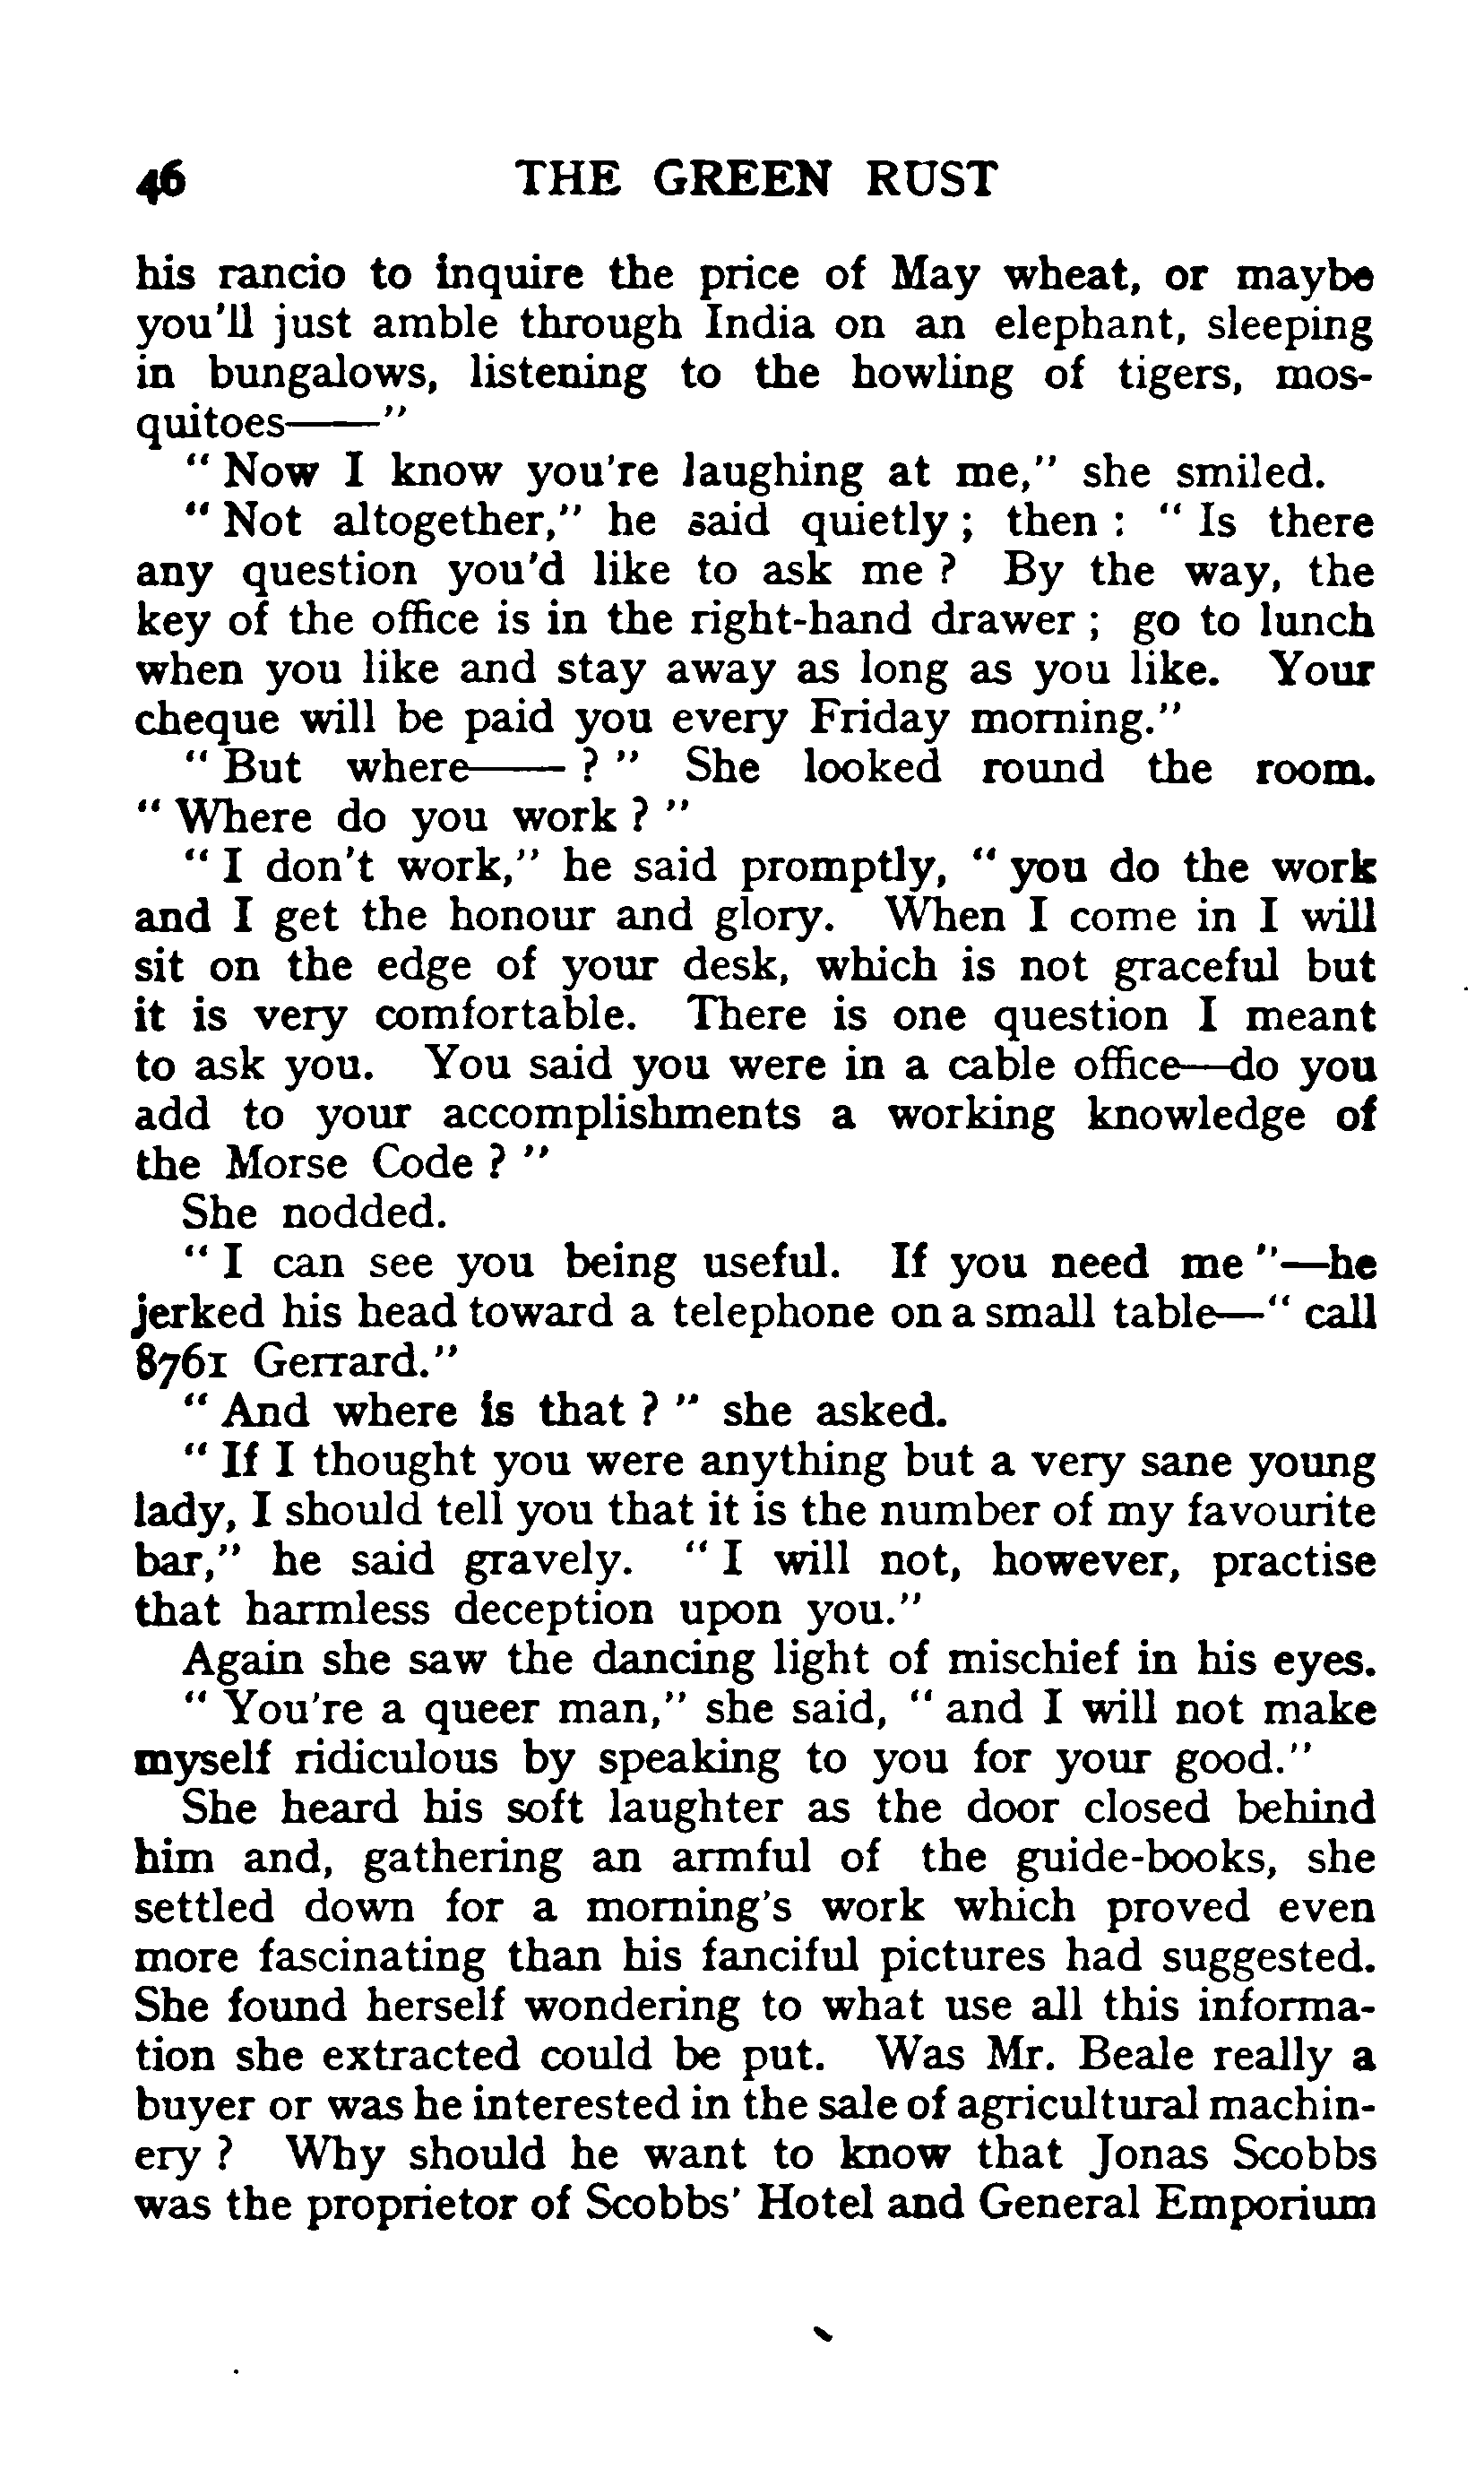 46 THE GREEN RUST
his rancio to inquire the price of May wheat, or maybe
you'll just amble through India on an elephant, sleeping
in bungalows, listening to the howling of tigers, mos-
quitoes——"
" Now I know you're laughing at me," she smiled.
" Not altogether," he said quietly ; then : " Is there
any question you'd like to ask me ? By the way, the
key of the office is in the right-hand drawer ; go to lunch
when you like and stay away as long as you like. Your
cheque will be paid you every Friday morning."
" But where—— ? " She looked round the room.
" Where do you work ? "
" I don't work," he said promptly, " you do the work
and I get the honour and glory. When I come in I will
sit on the edge of your desk, which is not graceful but
it is very comfortable. There is one question I meant
to ask you. You said you were in a cable office—do you
add to your accomplishments a working knowledge of
the Morse Code ? "
She nodded.
" I can see you being useful. If you need me "—he
jerked his head toward a telephone on a small table—" call
8761 Gerrard."
" And where is that ? " she asked.
" If I thought you were anything but a very sane young
lady, I should tell you that it is the number of my favourite
bar," he said gravely. " I will not, however, practise
that harmless deception upon you."
Again she saw the dancing light of mischief in his eyes.
" You're a queer man," she said, " and I will not make
myself ridiculous by speaking to you for your good."
She heard his soft laughter as the door closed behind
him and, gathering an armful of the guide-books, she
settled down for a morning's work which proved even
more fascinating than his fanciful pictures had suggested.
She found herself wondering to what use all this informa-
tion she extracted could be put. Was Mr. Beale really a
buyer or was he interested in the sale of agricultural machin-
ery ? Why should he want to know that Jonas Scobbs
was the proprietor of Scobbs' Hotel and General Emporium